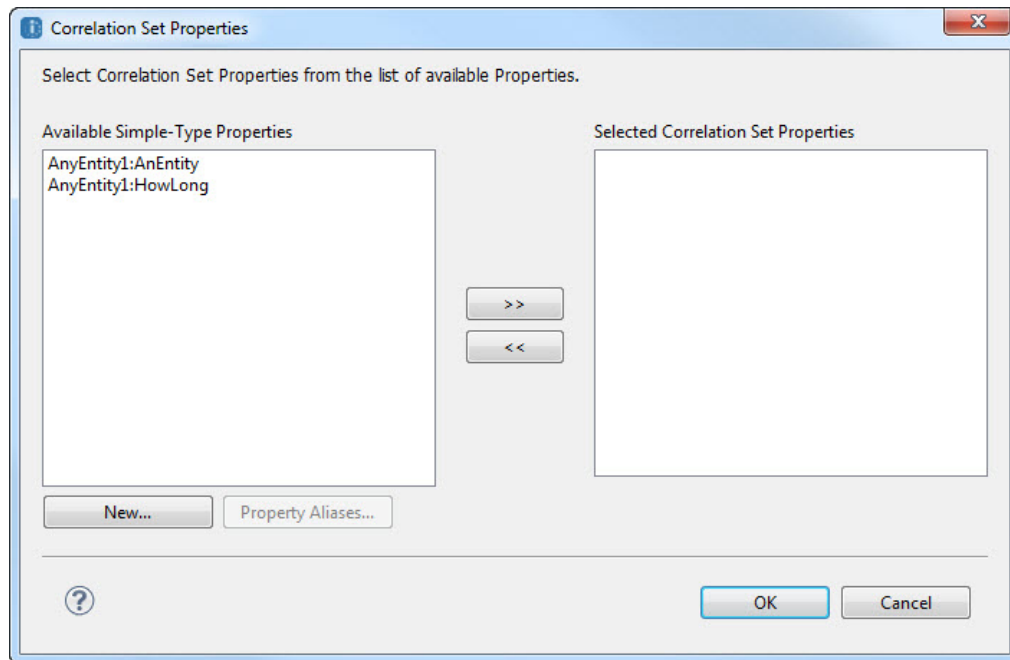 Correlation Set Properties
Select Correlation Set Properties from the list of available Properties.
Available Simple-Type Properties
AnyEntity1:AnEntity
AnyEntity1:HowLong
>>
<<
Selected Correlation Set Properties
New...
Property Aliases...
?
OK
Cancel